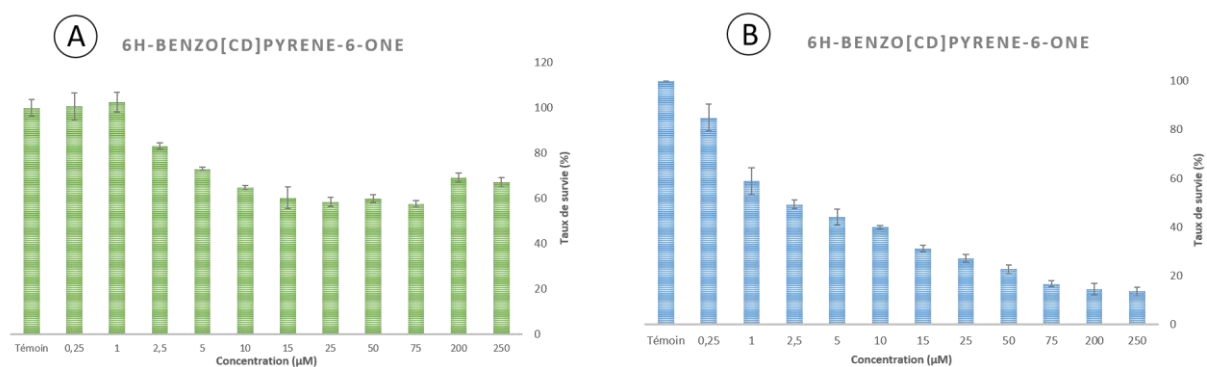 A
6H-BENZO[CD]PYRENE-6-ONE
120
100
80
60
40
20
0
Taux de survie (%)
Témoin 0,25 1 2,5 5 10 15 25 50 75 200 250
Concentration (µM)
B
6H-BENZO[CD]PYRENE-6-ONE
100
80
60
40
20
0
Taux de survie (%)
Témoin 0,25 1 2,5 5 10 15 25 50 75 200 250
Concentration (µM)